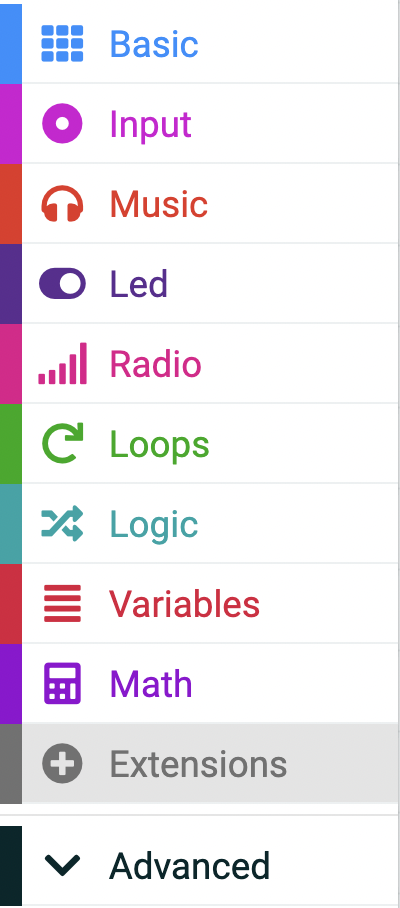 Basic
Input
Music
Led
Radio
Loops
Logic
Variables
Math
Extensions
Advanced